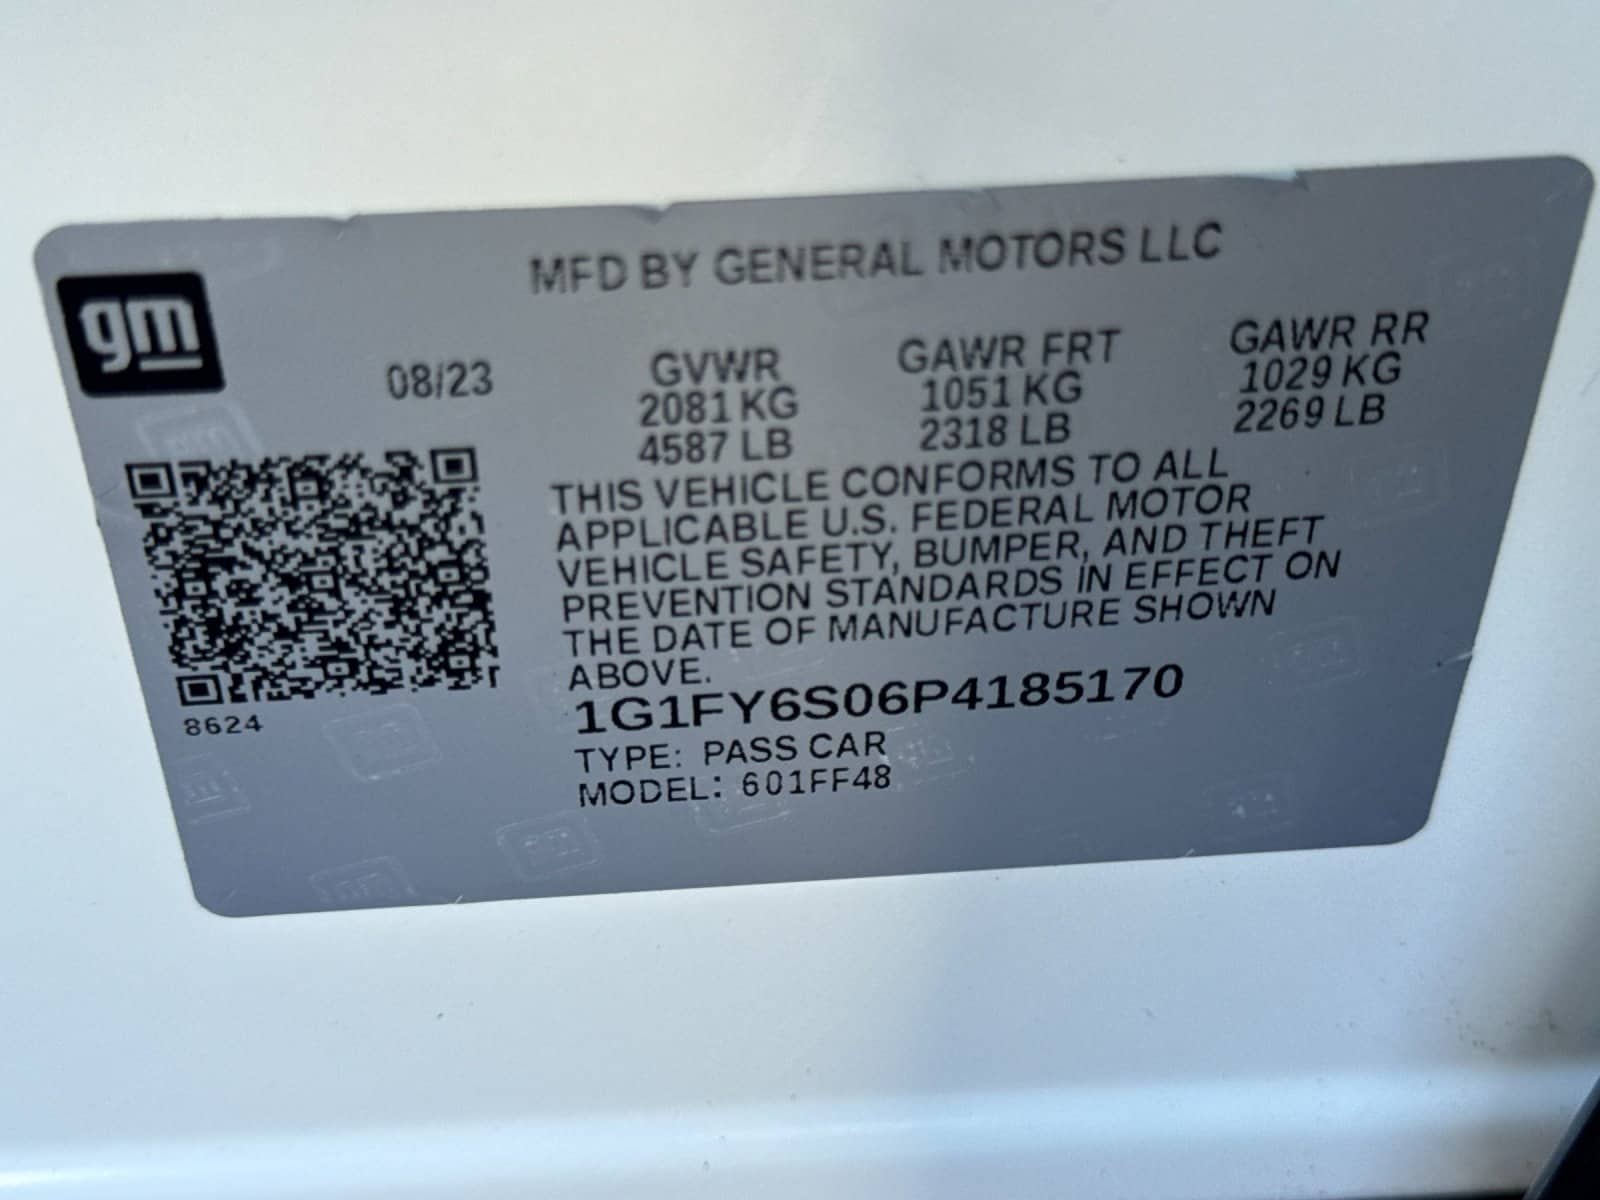 MFD BY GENERAL MOTORS LLC
gm
08/23 GVWR GAWR FRT GAWR RR
2081 KG 1051 KG 1029 KG
4587 LB 2318 LB 2269 LB
THIS VEHICLE CONFORMS TO ALL
APPLICABLE U.S. FEDERAL MOTOR
VEHICLE SAFETY, BUMPER, AND THEFT
PREVENTION STANDARDS IN EFFECT ON
THE DATE OF MANUFACTURE SHOWN
ABOVE.
1G1FY6S06P4185170
8624
TYPE: PASS CAR
MODEL: 601FF48